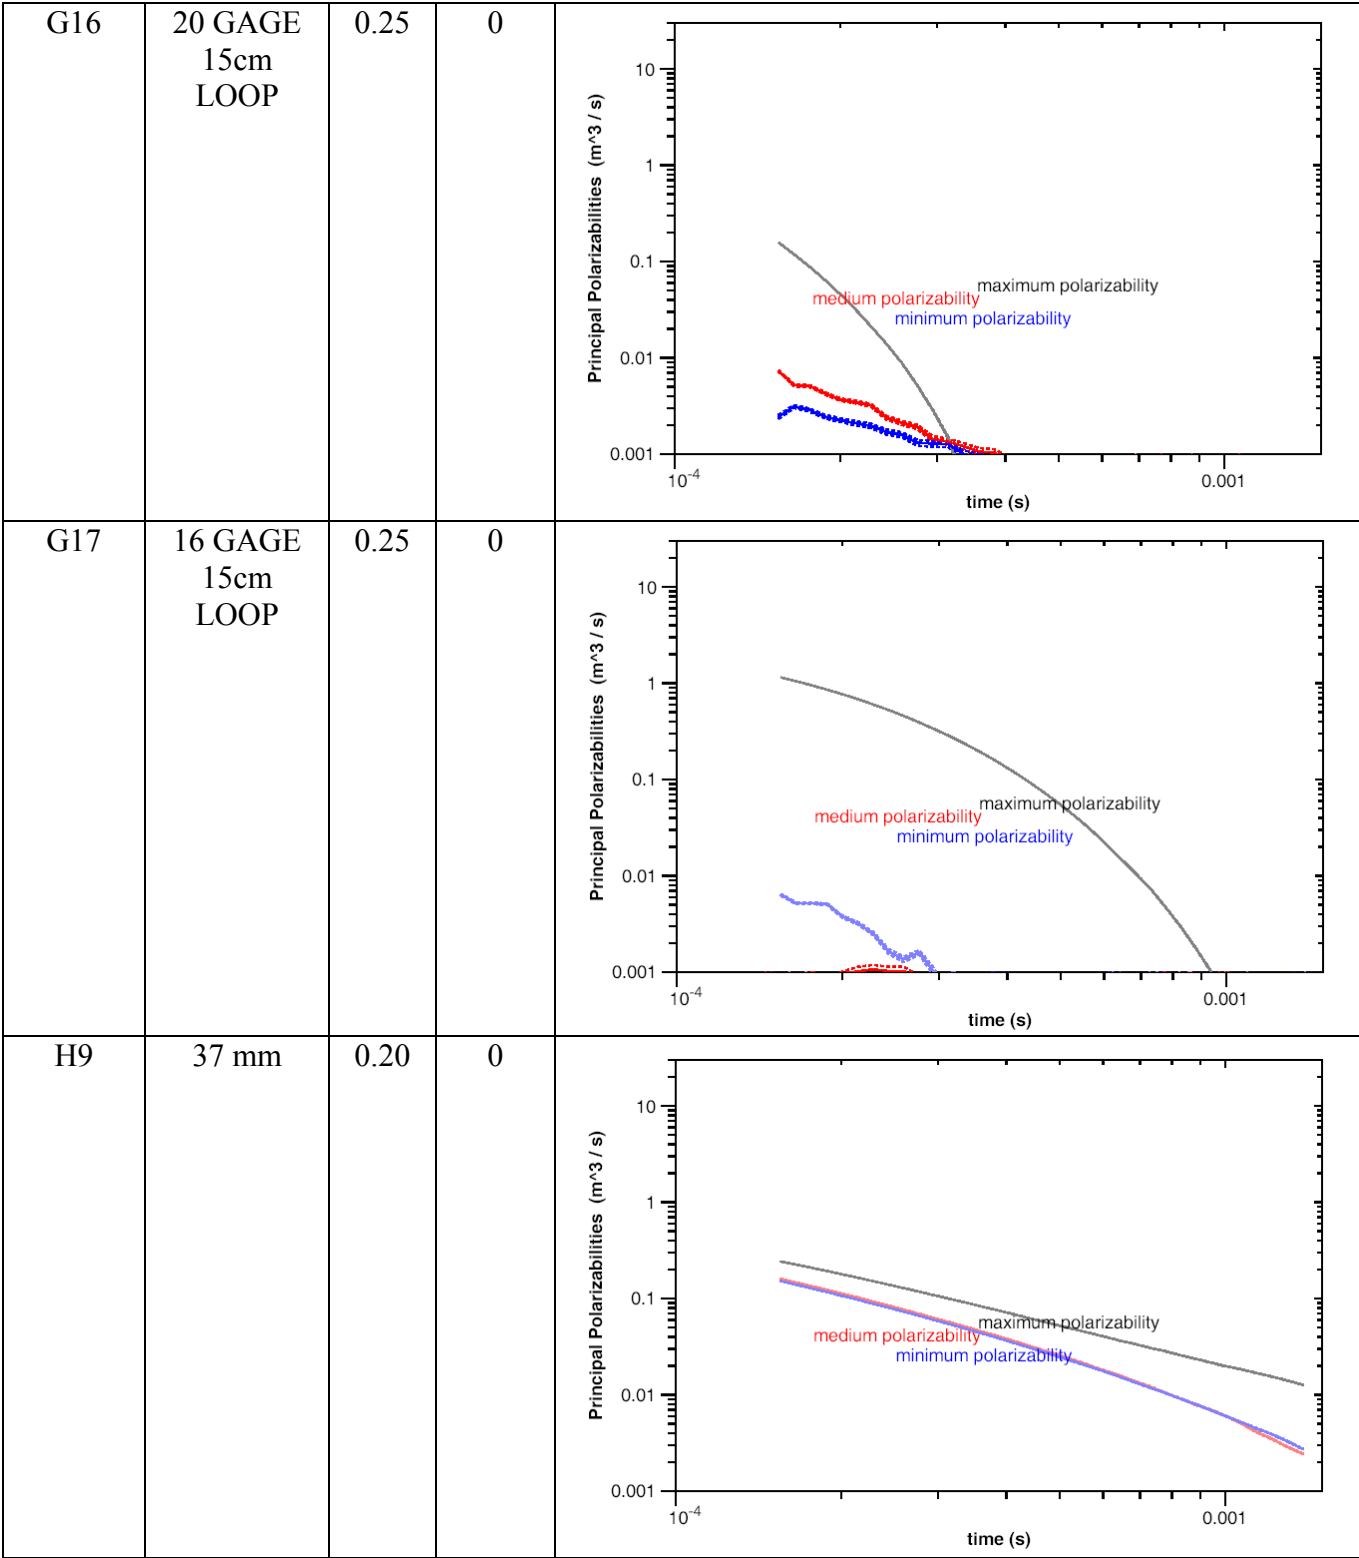 G16
20 GAGE
15cm
LOOP
0.25
0
Principal Polarizabilities (m^3 / s)
10
1
0.1
0.01
0.001
maximum polarizability
medium polarizability
minimum polarizability
10-4
0.001
time (s)
G17
16 GAGE
15cm
LOOP
0.25
0
Principal Polarizabilities (m^3 / s)
10
1
0.1
0.01
0.001
maximum polarizability
medium polarizability
minimum polarizability
10-4
0.001
time (s)
H9
37 mm
0.20
0
Principal Polarizabilities (m^3 / s)
10
1
0.1
0.01
0.001
maximum polarizability
medium polarizability
minimum polarizability
10-4
0.001
time (s)